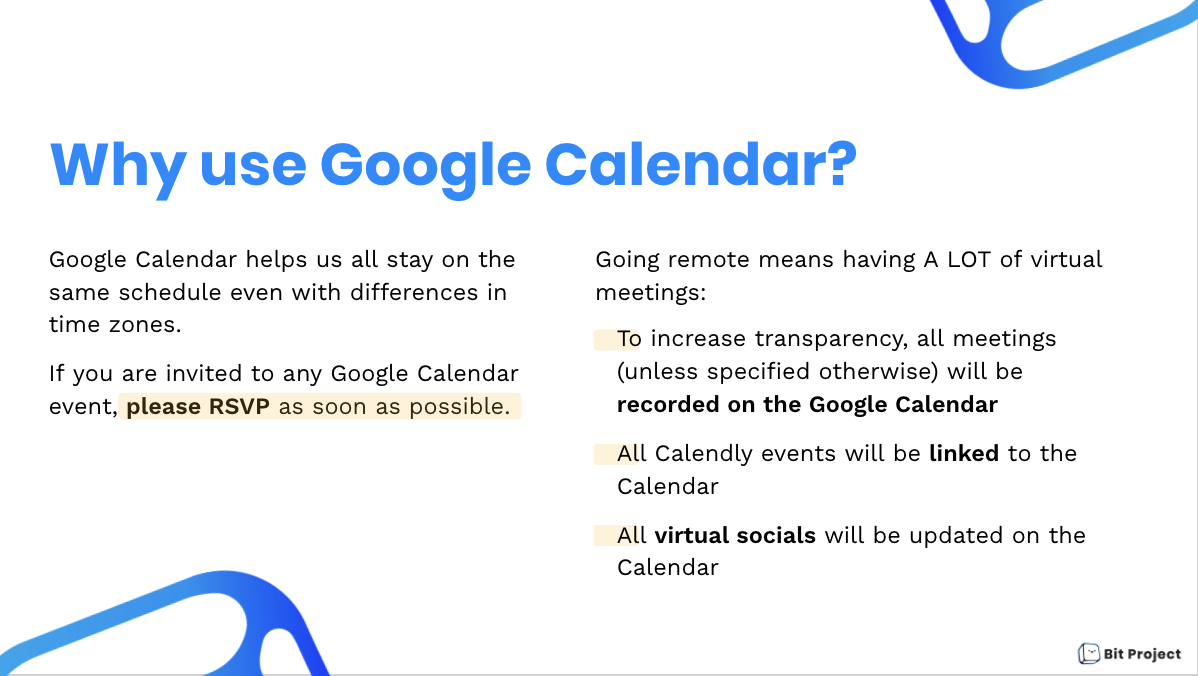 Why use Google Calendar?
Google Calendar helps us all stay on the
same schedule even with differences in
time zones.
If you are invited to any Google Calendar
event, please RSVP as soon as possible.
Going remote means having A LOT of virtual
meetings:
To increase transparency, all meetings
(unless specified otherwise) will be
recorded on the Google Calendar
All Calendly events will be linked to the
Calendar
All virtual socials will be updated on the
Calendar
Bit Project